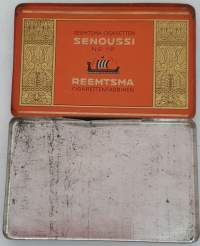 REEMTSMA CIGARETTEN
SENOUSSI
REEMTSMA
CIGARETTENFABRIKEN